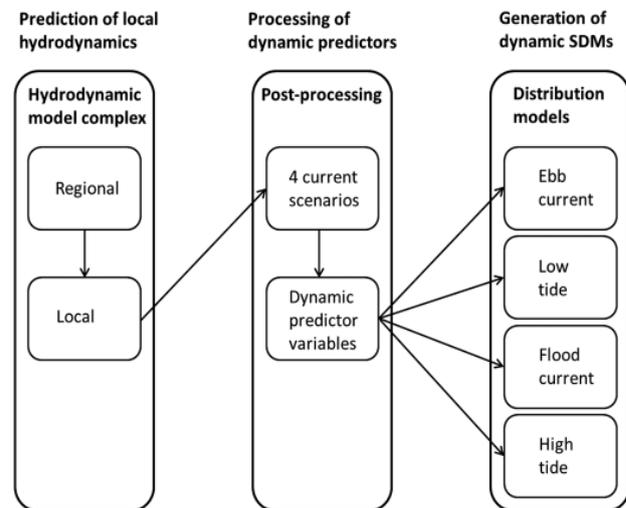 Prediction of local
hydrodynamics
Processing of
dynamic predictors
Generation of
dynamic SDMs
Hydrodynamic
model complex
Regional
Local
Post-processing
4 current
scenarios
Dynamic
predictor
variables
Distribution
models
Ebb
current
Low
tide
Flood
current
High
tide